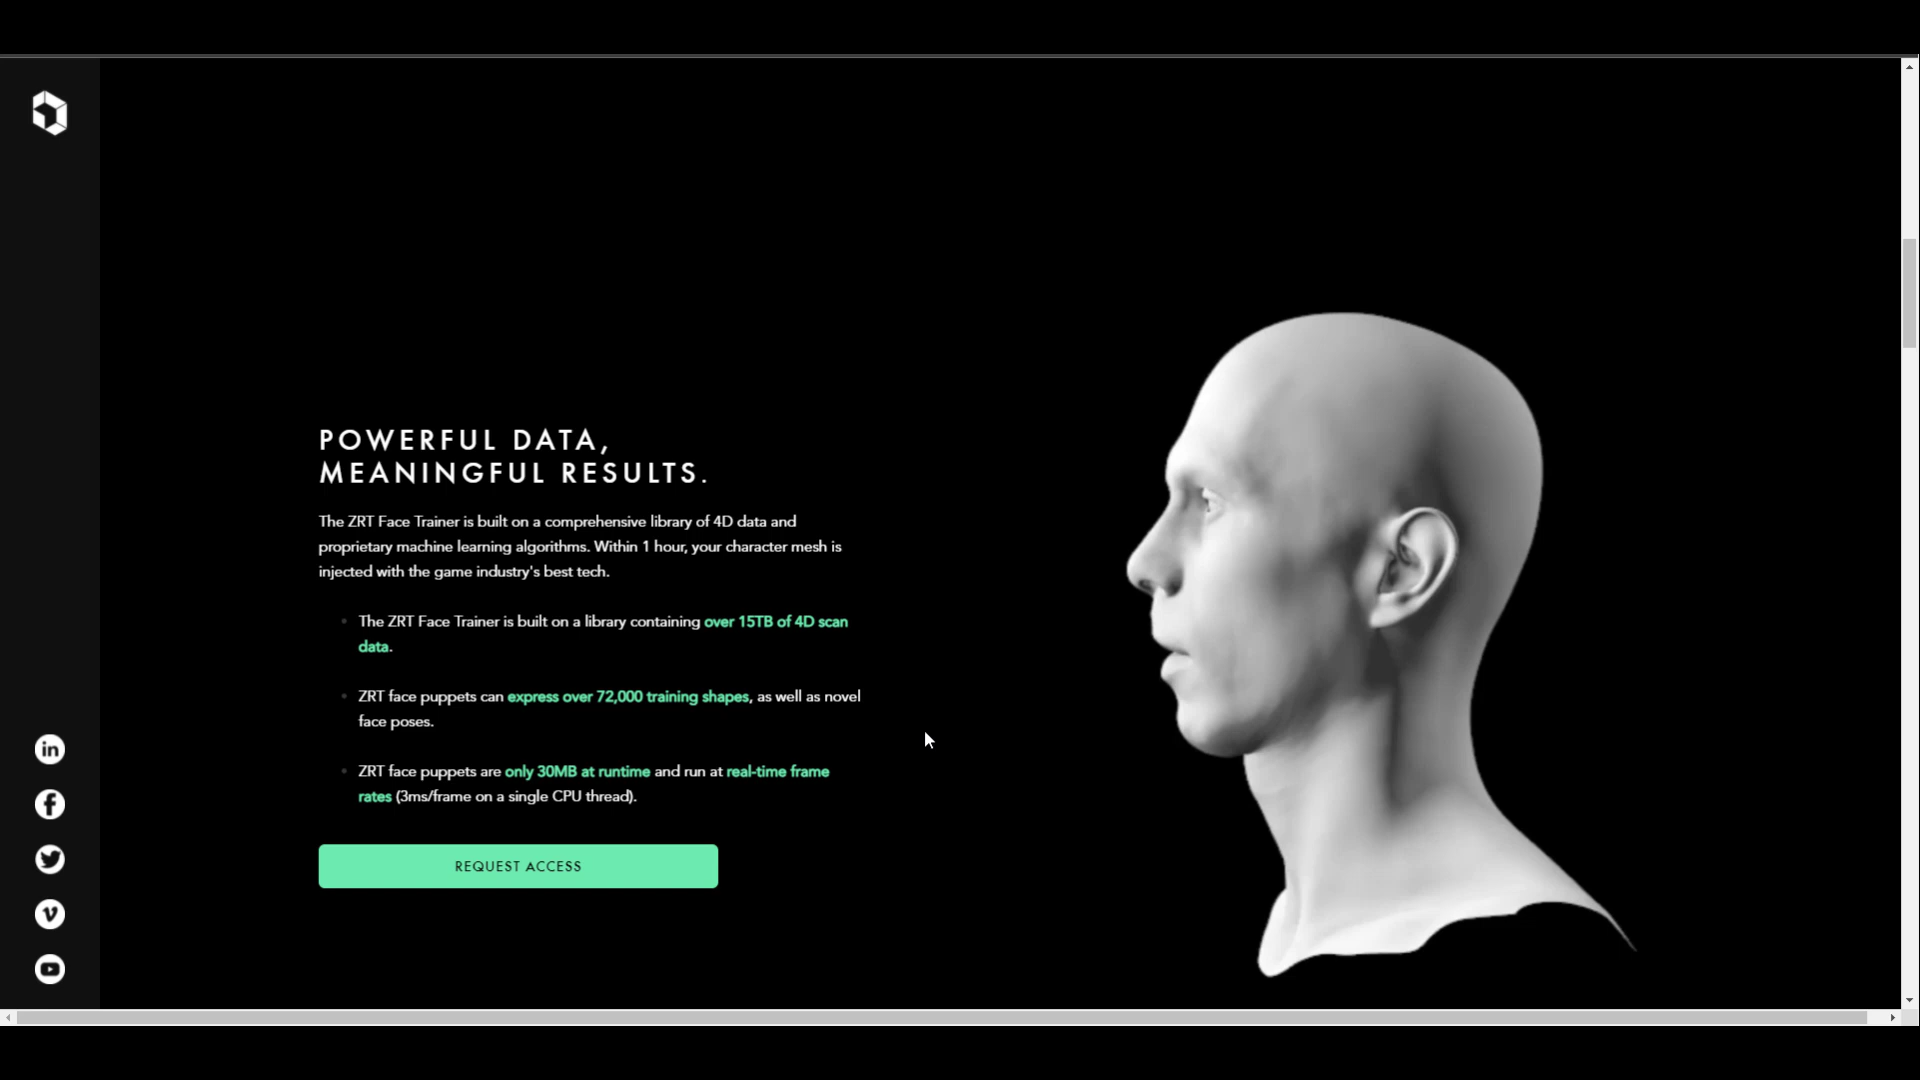 POWERFUL DATA,
MEANINGFUL RESULTS.
The ZRT Face Trainer is built on a comprehensive library of 4D data and
proprietary machine learning algorithms. Within 1 hour, your character mesh is
injected with the game industry's best tech.
The ZRT Face Trainer is built on a library containing over 15TB of 4D scan
data.
ZRT face puppets can express over 72,000 training shapes, as well as novel
face poses.
ZRT face puppets are only 30MB at runtime and run at real-time frame
rates (3ms/frame on a single CPU thread).
REQUEST ACCESS